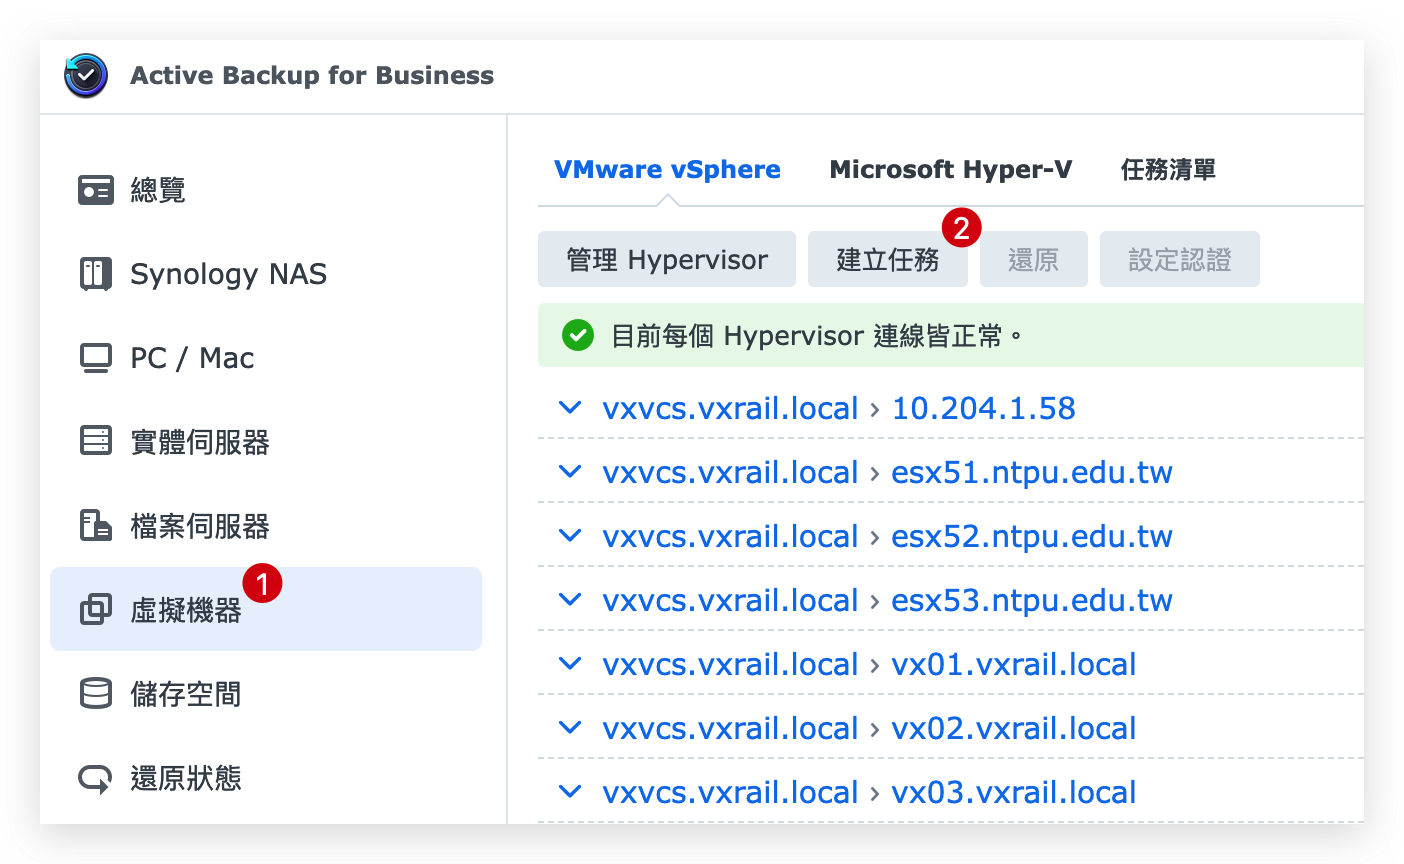 Active Backup for Business
總覽
Synology NAS
PC / Mac
實體伺服器
檔案伺服器
虛擬機器 1
儲存空間
還原狀態
VMware vSphere Microsoft Hyper-V 任務清單
管理 Hypervisor 建立任務 2 還原 設定認證
目前每個 Hypervisor 連線皆正常。
vxvcs.vxrail.local › 10.204.1.58
vxvcs.vxrail.local › esx51.ntpu.edu.tw
vxvcs.vxrail.local › esx52.ntpu.edu.tw
vxvcs.vxrail.local › esx53.ntpu.edu.tw
vxvcs.vxrail.local › vx01.vxrail.local
vxvcs.vxrail.local › vx02.vxrail.local
vxvcs.vxrail.local › vx03.vxrail.local